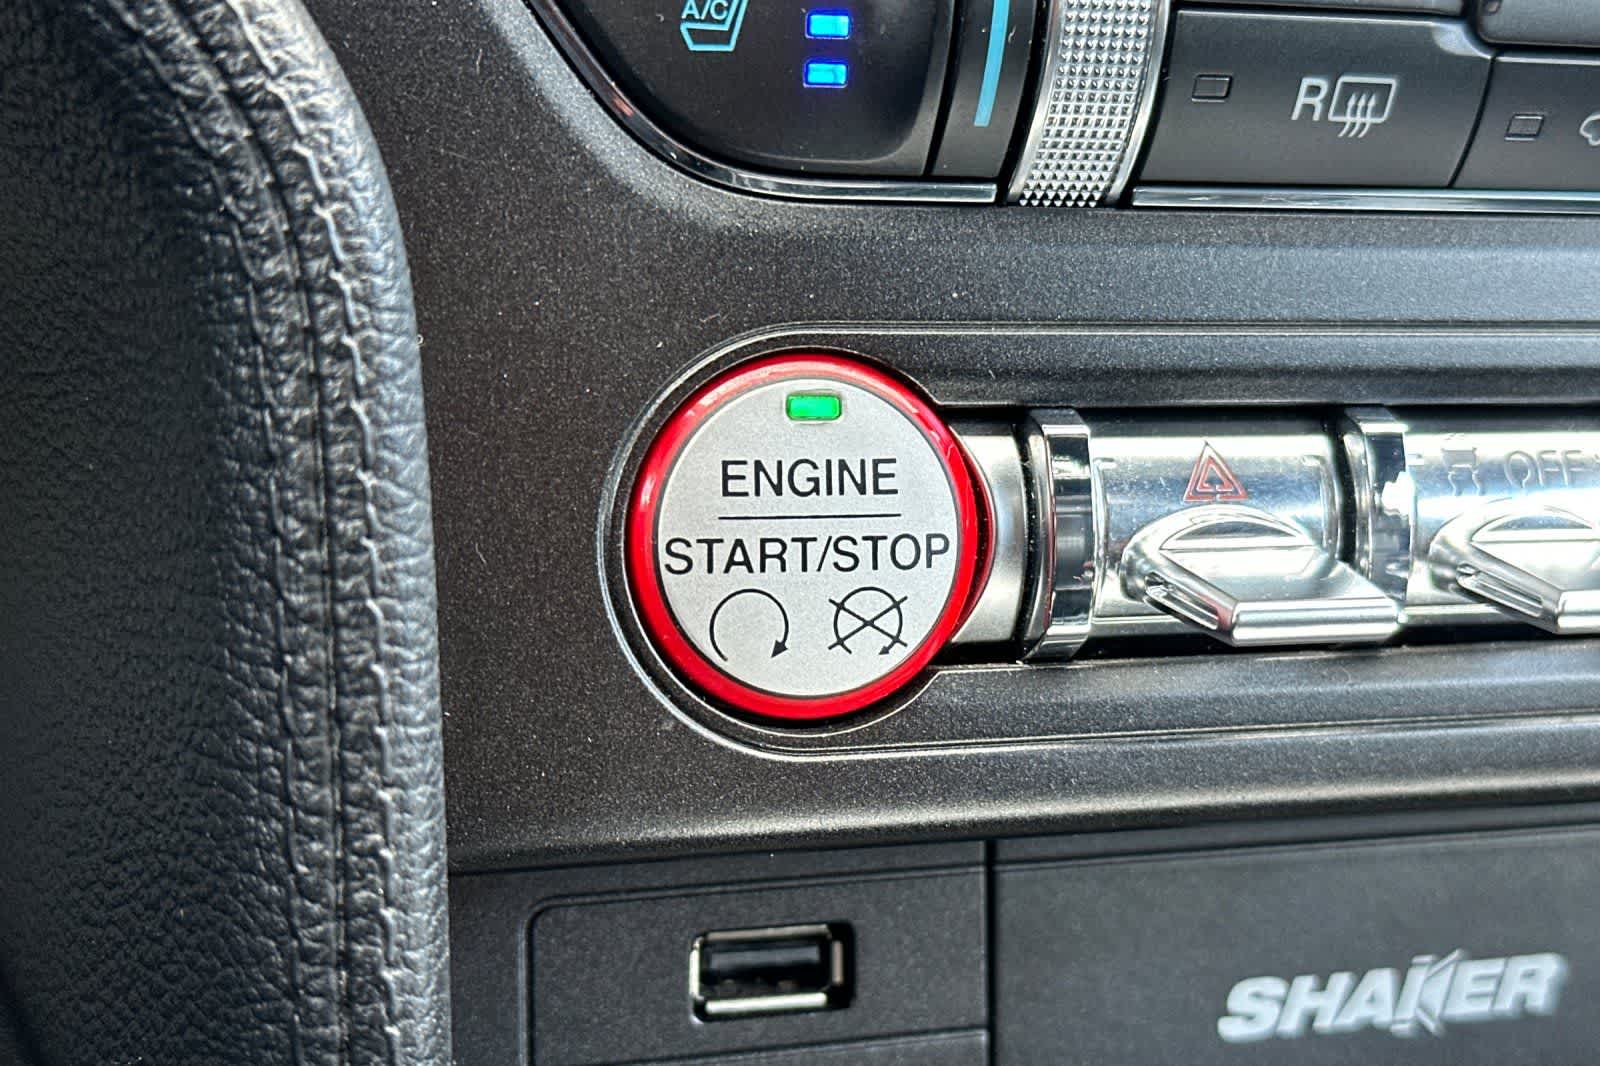 A/C
R
ENGINE
START/STOP
OFF
SHAKER